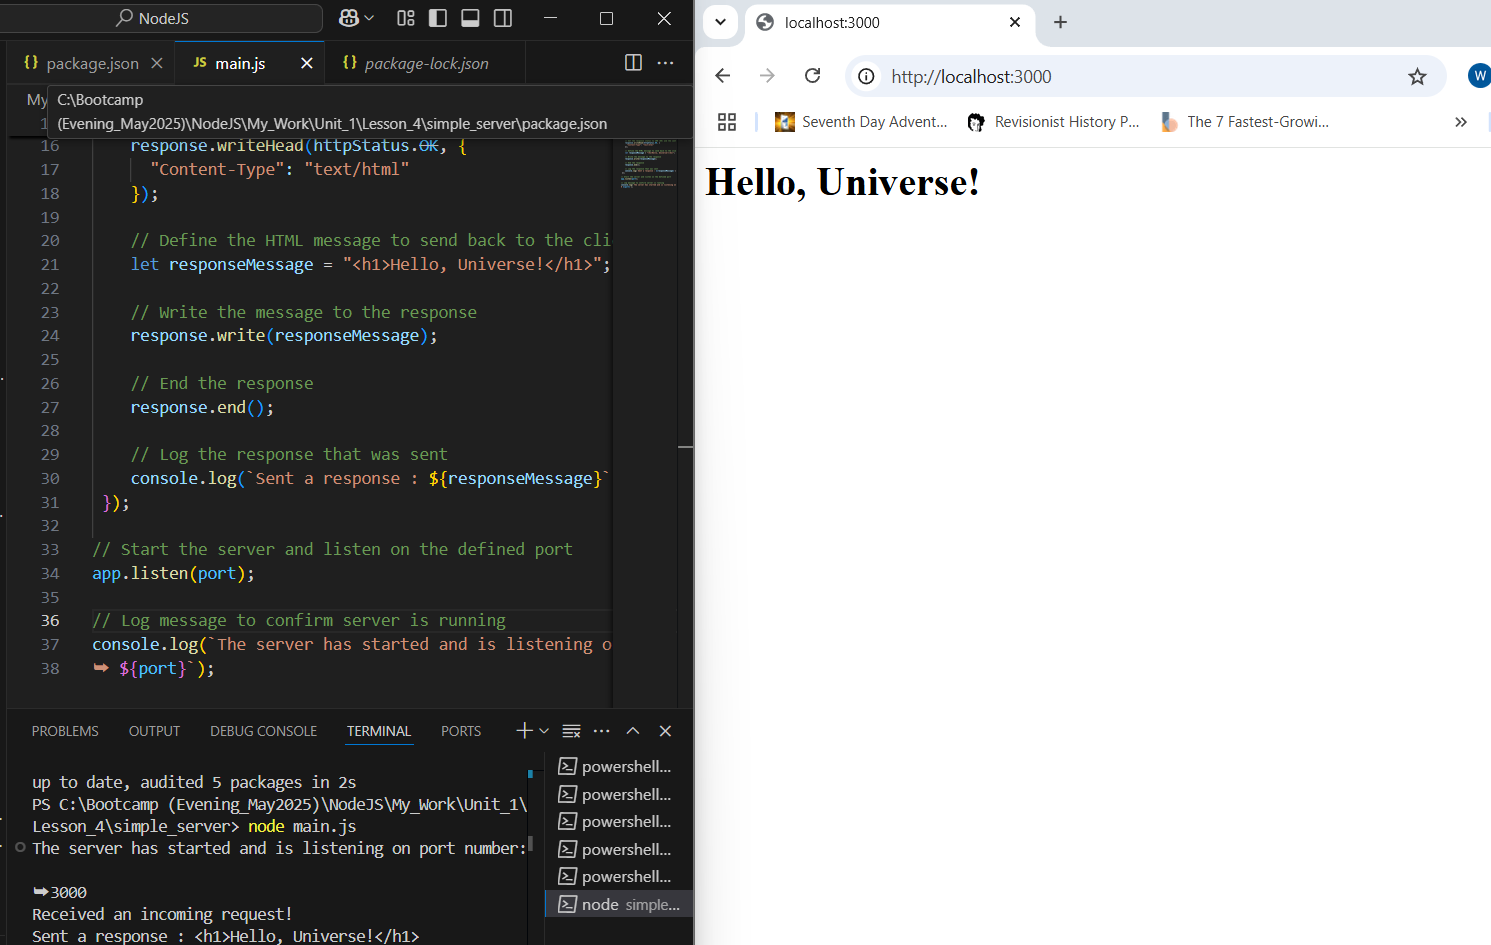 NodeJS
package.json
main.js
package-lock.json
My
C:\Bootcamp
(Evening_May2025)\NodeJS\My_Work\Unit_1\Lesson_4\simple_server\package.json
16 response.writeHead(httpStatus.OK, {
17 "Content-Type": "text/html"
18 });
19
20 // Define the HTML message to send back to the cli
21 let responseMessage = "<h1>Hello, Universe!</h1>";
22
23 // Write the message to the response
24 response.write(responseMessage);
25
26 // End the response
27 response.end();
28
29 // Log the response that was sent
30 console.log(`Sent a response : ${responseMessage}`
31 });
32
33 // Start the server and listen on the defined port
34 app.listen(port);
35
36 // Log message to confirm server is running
37 console.log(`The server has started and is listening o
38 ➥ ${port}`);
PROBLEMS OUTPUT DEBUG CONSOLE TERMINAL PORTS
up to date, audited 5 packages in 2s
PS C:\Bootcamp (Evening_May2025)\NodeJS\My_Work\Unit_1\
Lesson_4\simple_server> node main.js
The server has started and is listening on port number:
➥3000
Received an incoming request!
Sent a response : <h1>Hello, Universe!</h1>
powershell...
powershell...
powershell...
powershell...
powershell...
node simple...
localhost:3000
http://localhost:3000
W
Seventh Day Advent...
Revisionist History P...
The 7 Fastest-Growi...
Hello, Universe!